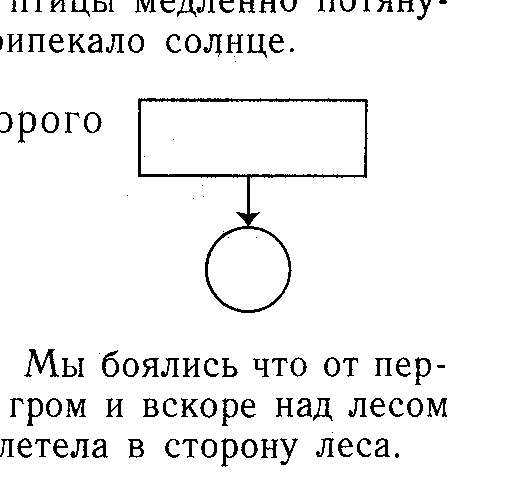 птицы медленно потяну-
рипекало солнце.
орого
Мы боялись что от пер-
гром и вскоре над лесом
летела в сторону леса.